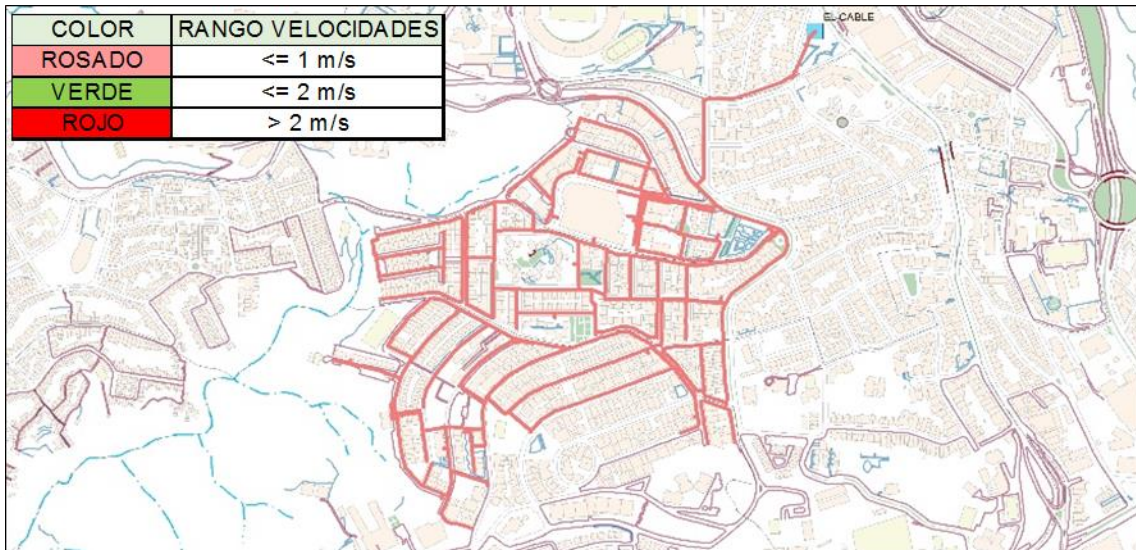 COLOR RANGO VELOCIDADES
ROSADO <= 1 m/s
VERDE <= 2 m/s
ROJO > 2 m/s
EL CABLE